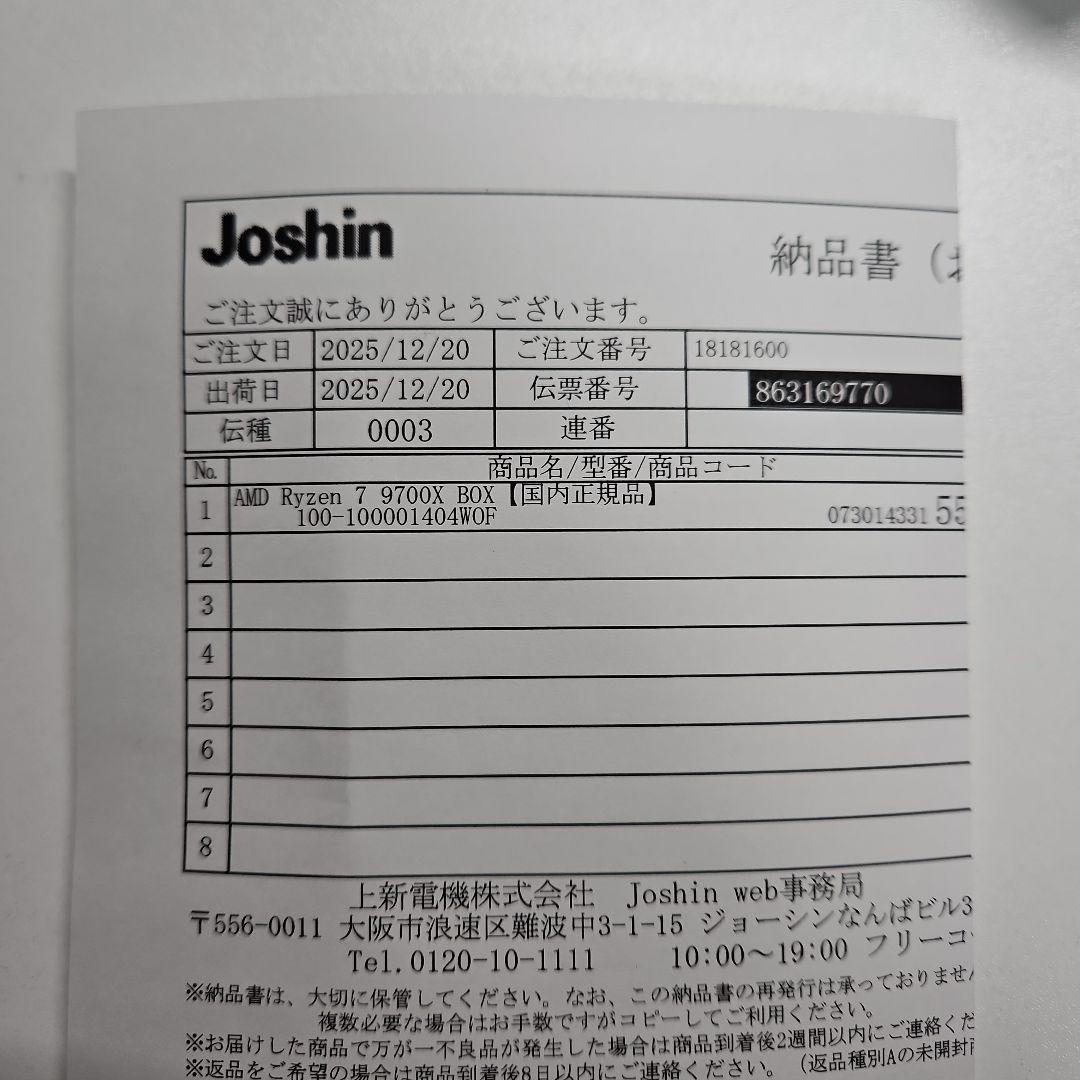 Joshin
納品書（お
ご注文誠にありがとうございます。
ご注文日 2025/12/20 ご注文番号 18181600
出荷日 2025/12/20 伝票番号 863169770
伝種 0003 連番
No. 商品名/型番/商品コード
1 AMD Ryzen 7 9700X BOX【国内正規品】
100-100001404WOF 073014331 55
2
3
4
5
6
7
8
上新電機株式会社 Joshin web事務局
〒556-0011 大阪市浪速区難波中3-1-15 ジョーシンなんばビル3
Tel.0120-10-1111 10:00～19:00 フリーコー
※納品書は、大切に保管してください。なお、この納品書の再発行は承っておりません
複数必要な場合はお手数ですがコピーしてご利用ください。
※お届けした商品で万が一不良品が発生した場合は商品到着後2週間以内にご連絡くだ
※返品をご希望の場合は商品到着後8日以内にご連絡ください。（返品種別Aの未開封商